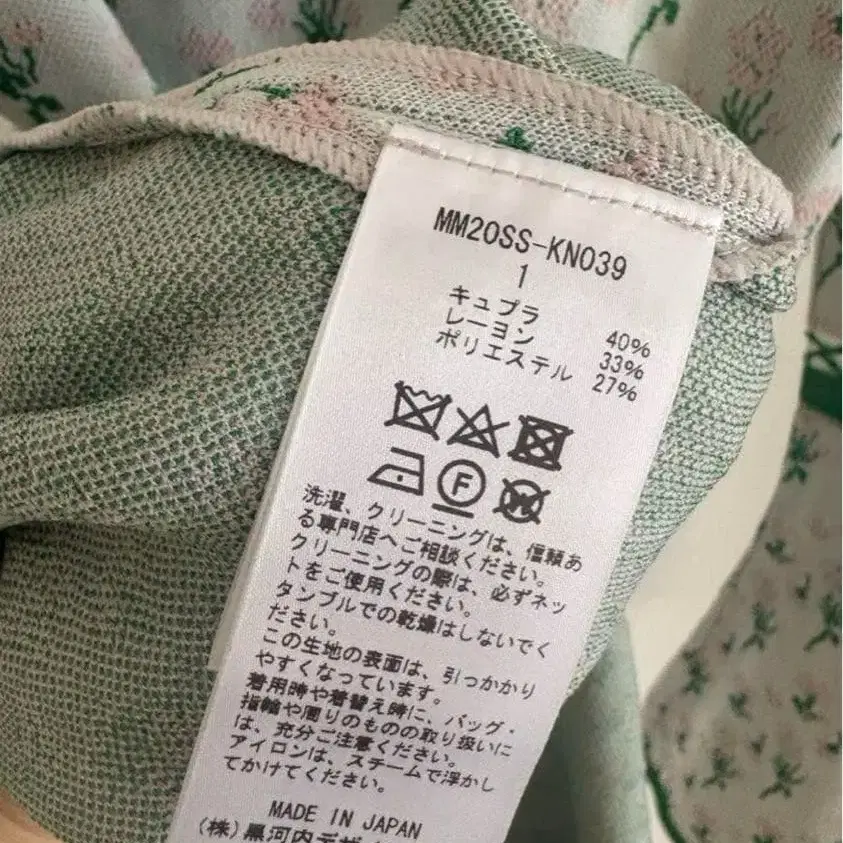 MM20SS-KN039
1
キュプラ 40%
レーヨン 33%
ポリエステル 27%
F
W
洗濯、クリーニングは、信頼あ
る専門店へご相談ください。
クリーニングの際は、必ずネッ
トをご使用ください。
タンブルでの乾燥はしないでく
ださい。
この生地の表面は、引っかかり
やすくなっています。
着用時や着替え時に、バッグ・
指輪や周りのものの取り扱いに
は、充分ご注意ください。
アイロンは、スチームで浮かし
てかけてください。
MADE IN JAPAN
(株)黒河内デザイ